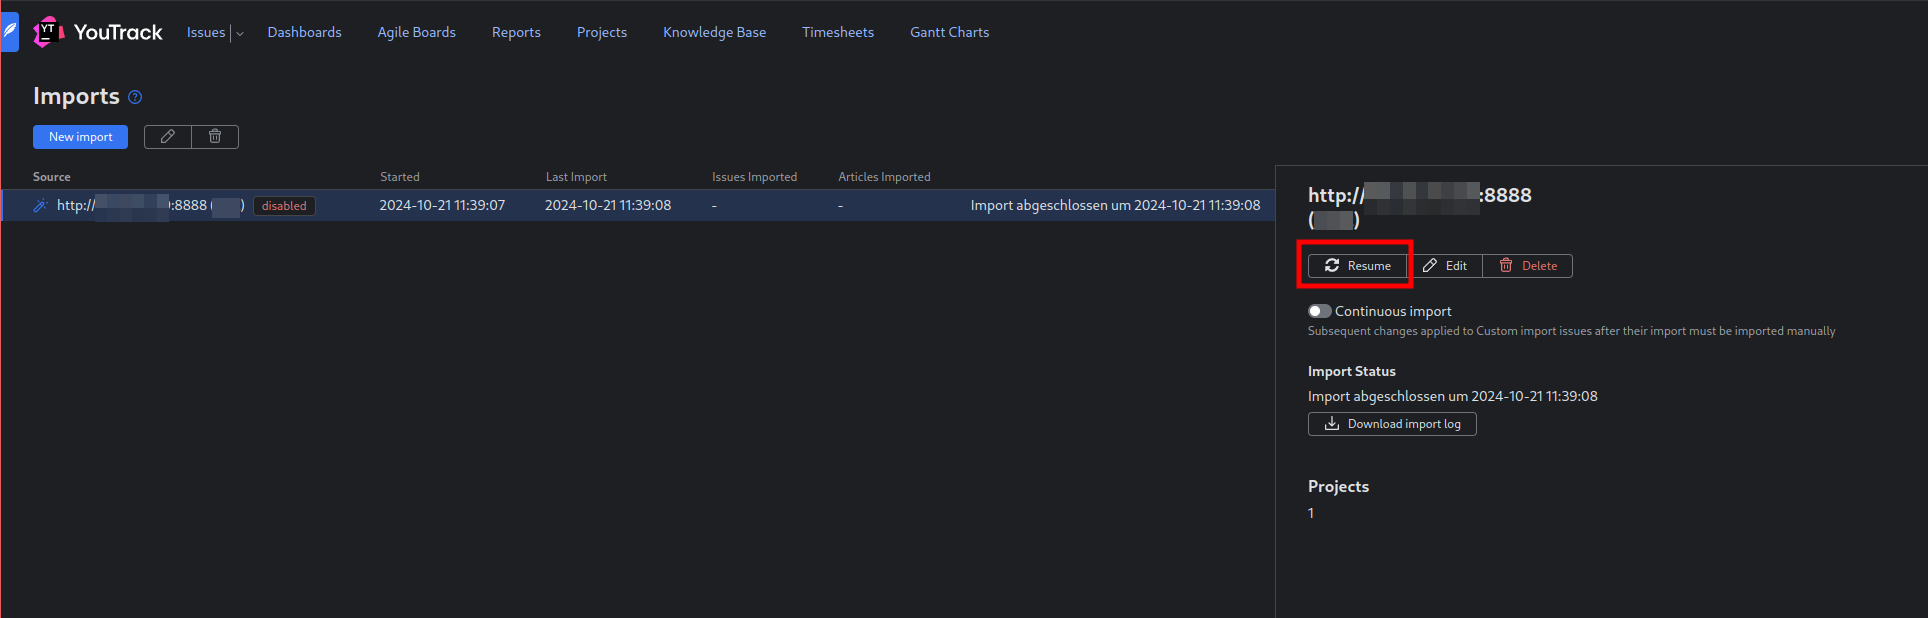 YT YouTrack Issues Dashboards Agile Boards Reports Projects Knowledge Base Timesheets Gantt Charts
Imports ?
New import
Source Started Last Import Issues Imported Articles Imported
http:// :8888 ( ) disabled 2024-10-21 11:39:07 2024-10-21 11:39:08 - - Import abgeschlossen um 2024-10-21 11:39:08
http:// :8888
( )
Resume Edit Delete
Continuous import
Subsequent changes applied to Custom import issues after their import must be imported manually
Import Status
Import abgeschlossen um 2024-10-21 11:39:08
Download import log
Projects
1